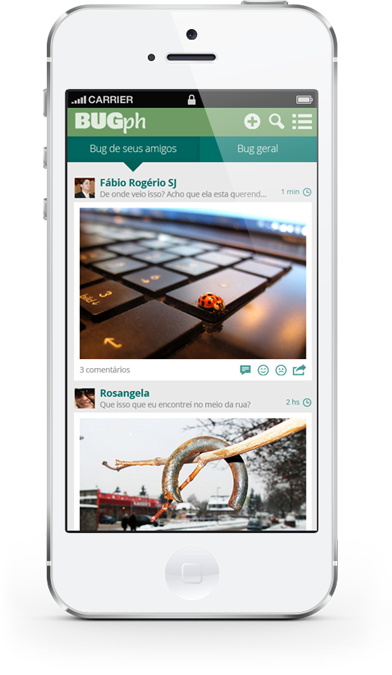 CARRIER
BUGph
Bug de seus amigos
Bug geral
Fábio Rogério SJ
De onde veio isso? Acho que ela esta querend...
1 min
3 comentários
Rosangela
Que isso que eu encontrei no meio da rua?
2 hs